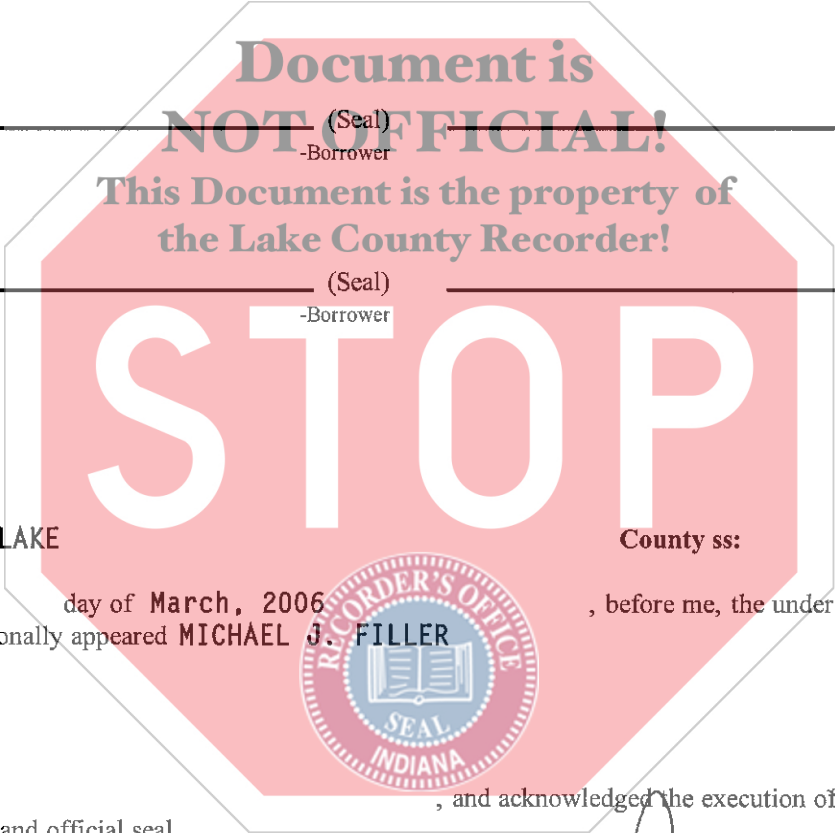 Document is
(Seal)
NOT OFFICIAL!
-Borrower
This Document is the property of
the Lake County Recorder!
(Seal)
-Borrower
STOP
LAKE County ss:
day of March, 2006 , before me, the under
onally appeared MICHAEL J. FILLER
RECORDER'S OFFICE
SEAL
INDIANA
, and acknowledged the execution of
and official seal